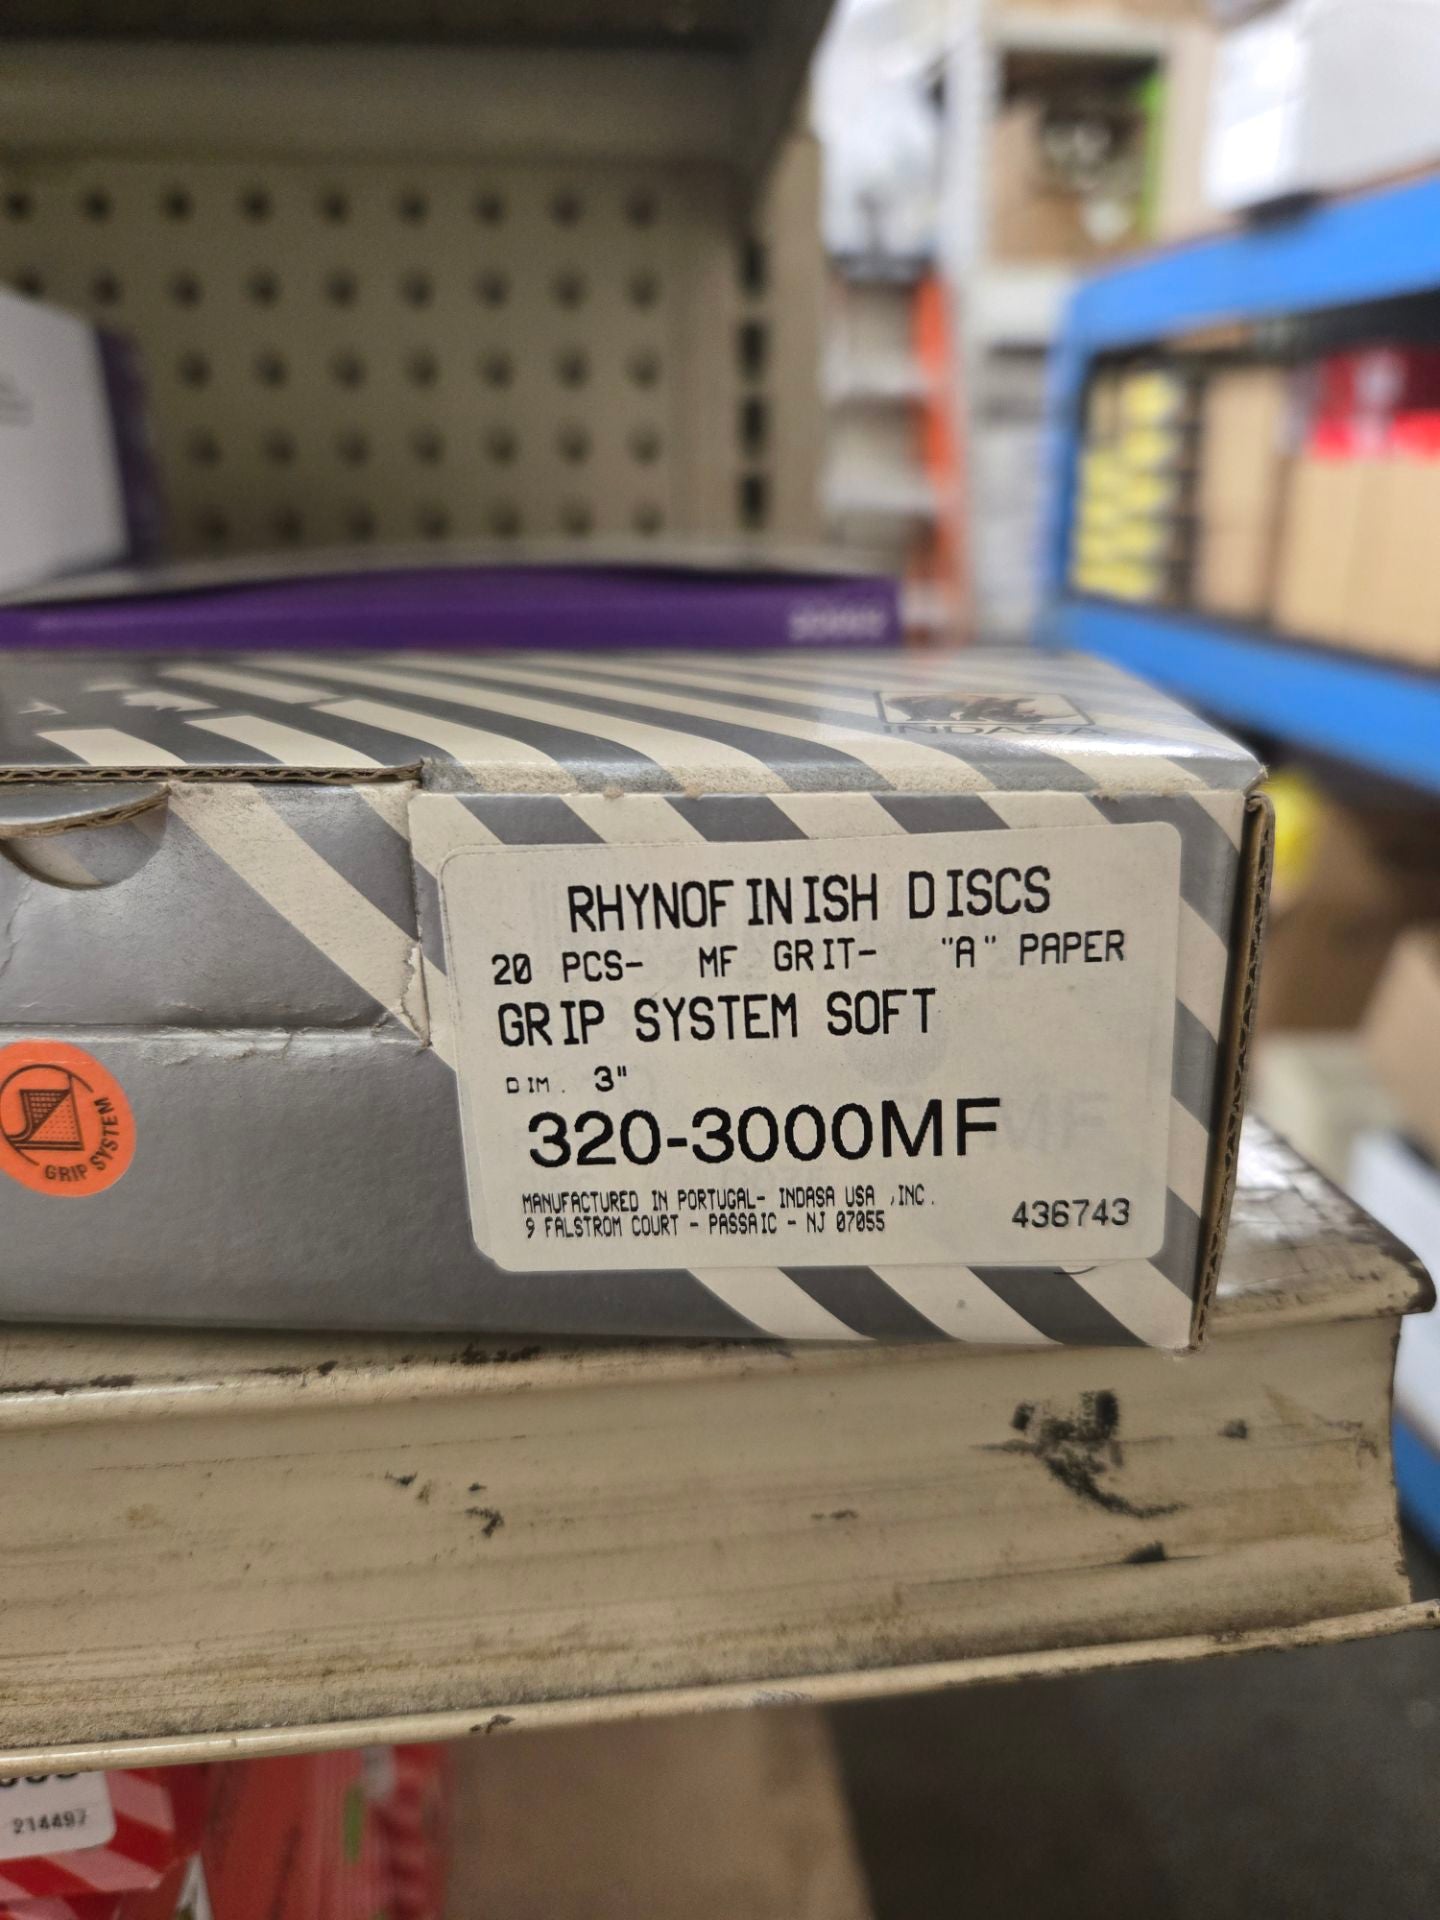 INDASA
RHYNOFINISH DISCS
20 PCS- MF GRIT- "A" PAPER
GRIP SYSTEM SOFT
DIM. 3"
320-3000MF
MANUFACTURED IN PORTUGAL- INDASA USA ,INC.
9 FALSTROM COURT - PASSAIC - NJ 07055
436743
GRIP SYSTEM
214497